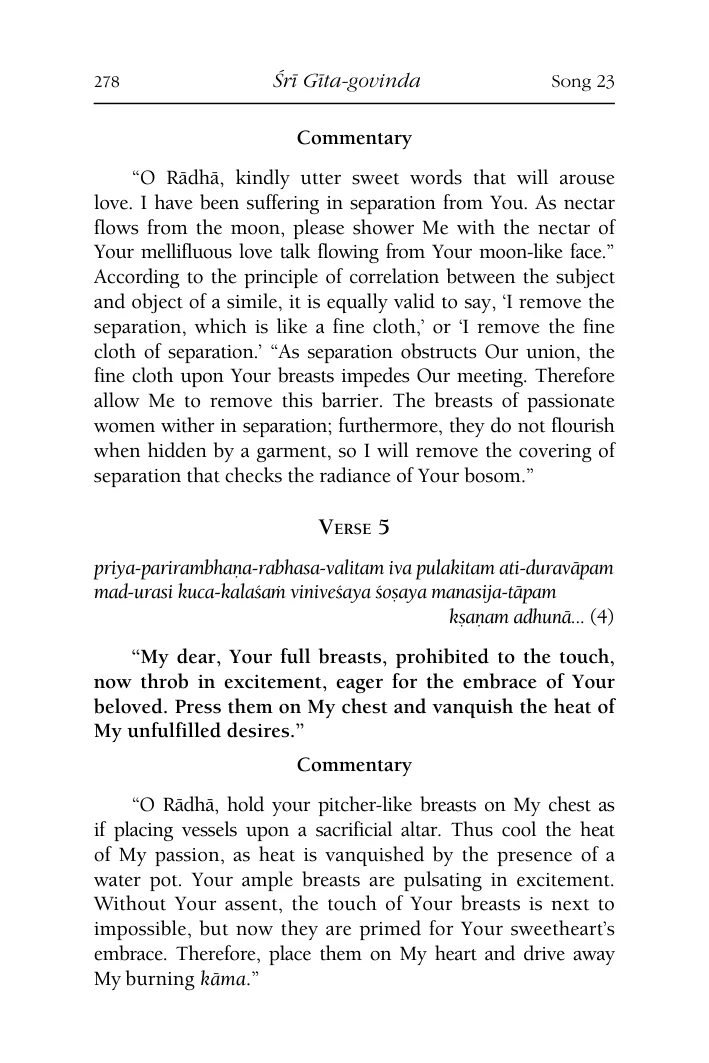 278 Śrī Gīta-govinda Song 23
Commentary
“O Rādhā, kindly utter sweet words that will arouse
love. I have been suffering in separation from You. As nectar
flows from the moon, please shower Me with the nectar of
Your mellifluous love talk flowing from Your moon-like face.”
According to the principle of correlation between the subject
and object of a simile, it is equally valid to say, ‘I remove the
separation, which is like a fine cloth,’ or ‘I remove the fine
cloth of separation.’ “As separation obstructs Our union, the
fine cloth upon Your breasts impedes Our meeting. Therefore
allow Me to remove this barrier. The breasts of passionate
women wither in separation; furthermore, they do not flourish
when hidden by a garment, so I will remove the covering of
separation that checks the radiance of Your bosom.”
Verse 5
priya-parirambhaṇa-rabhasa-valitam iva pulakitam ati-duravāpam
mad-urasi kuca-kalaśaṁ viniveśaya śoṣaya manasija-tāpam
kṣaṇam adhunā... (4)
“My dear, Your full breasts, prohibited to the touch,
now throb in excitement, eager for the embrace of Your
beloved. Press them on My chest and vanquish the heat of
My unfulfilled desires.”
Commentary
“O Rādhā, hold your pitcher-like breasts on My chest as
if placing vessels upon a sacrificial altar. Thus cool the heat
of My passion, as heat is vanquished by the presence of a
water pot. Your ample breasts are pulsating in excitement.
Without Your assent, the touch of Your breasts is next to
impossible, but now they are primed for Your sweetheart’s
embrace. Therefore, place them on My heart and drive away
My burning kāma.”